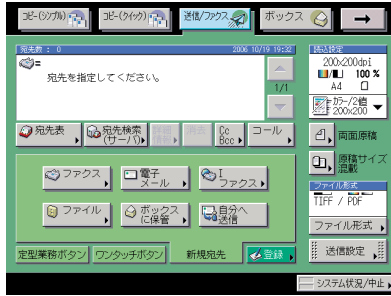 コピー(シンプル)
コピー(クイック)
送信/ファクス
ボックス
宛先数 : 0
2006 10/19 19:32
宛先を指定してください。
1/1
宛先表
宛先検索
(サーバ)
詳細
情報
消去
Cc
Bcc
コール
ファクス
電子
メール
I
ファクス
ファイル
ボックス
に保管
自分へ
送信
定型業務ボタン
ワンタッチボタン
新規宛先
登録
読込設定
200x200dpi
100 %
A4
カラー/2値
200x200
両面原稿
原稿サイズ
混載
ファイル形式
TIFF / PDF
ファイル形式
送信設定
システム状況/中止